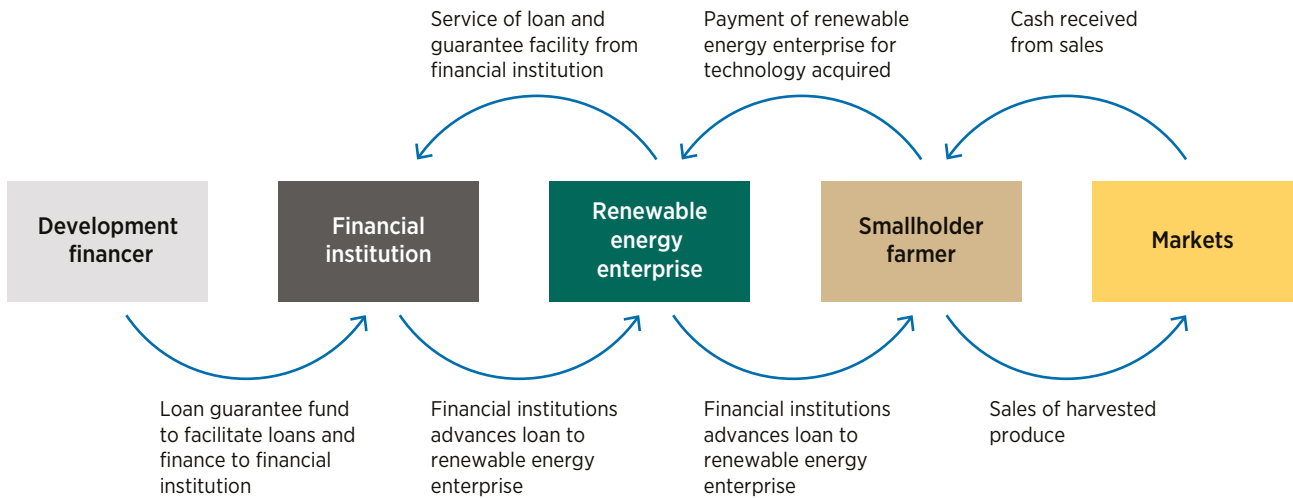 Service of loan and
guarantee facility from
financial institution
Payment of renewable
energy enterprise for
technology acquired
Cash received
from sales
Development
financer
Financial
institution
Renewable
energy
enterprise
Smallholder
farmer
Markets
Loan guarantee fund
to facilitate loans and
finance to financial
institution
Financial institutions
advances loan to
renewable energy
enterprise
Financial institutions
advances loan to
renewable energy
enterprise
Sales of harvested
produce